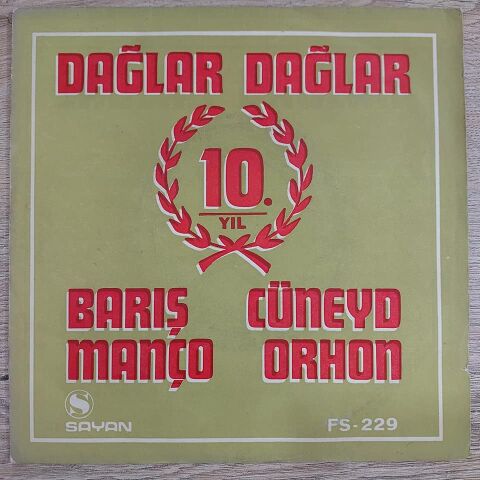 DAĞLAR DAĞLAR
10.
YIL
BARIŞ CÜNEYD
MANÇO ORHON
S
SAYAN FS-229